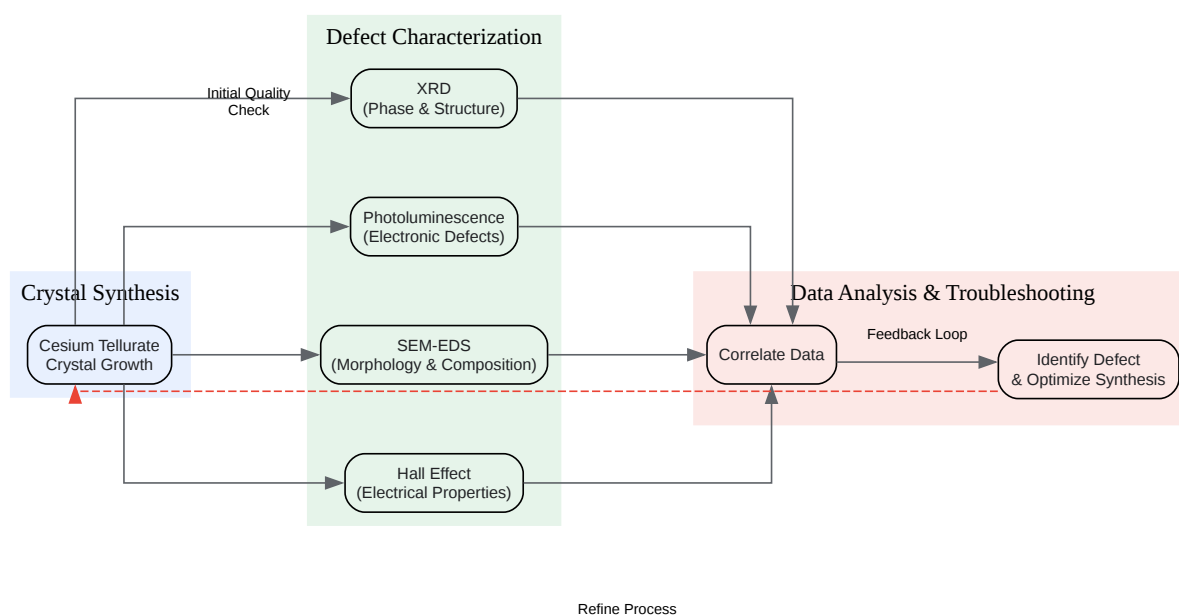 Defect Characterization
Initial Quality
Check
XRD
(Phase & Structure)
Photoluminescence
(Electronic Defects)
Crystal Synthesis
Cesium Tellurate
Crystal Growth
SEM-EDS
(Morphology & Composition)
Hall Effect
(Electrical Properties)
Data Analysis & Troubleshooting
Correlate Data
Feedback Loop
Identify Defect
& Optimize Synthesis
Refine Process